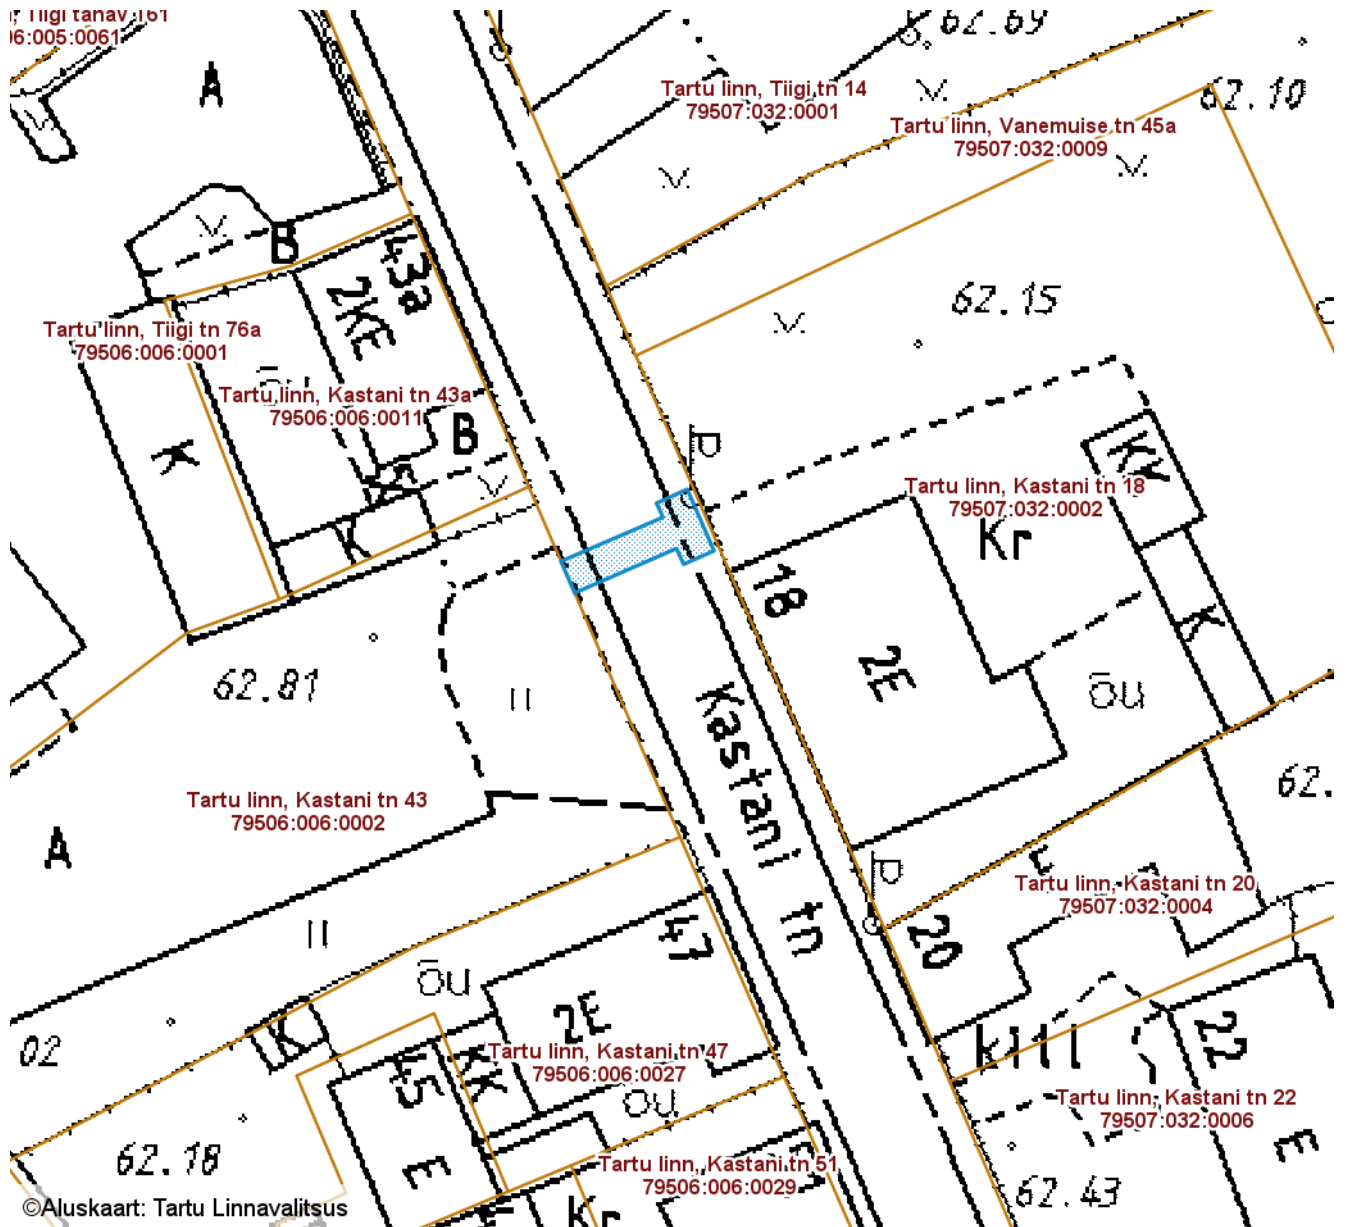 Tiigi tänav 161
06:005:0061
A
62.69
Tartu linn, Tiigi tn 14
79507:032:0001
62.10
Tartu linn, Vanemuise tn 45a
79507:032:0009
B
43a
2KE
62.15
Tartu linn, Tiigi tn 76a
79506:006:0001
Tartu linn, Kastani tn 43a
79506:006:0011
B
K
K
P
KK
Tartu linn, Kastani tn 18
79507:032:0002
Kr
18
K
2E
õu
62.81
II
Kastani tn
62.
Tartu linn, Kastani tn 43
79506:006:0002
A
P
Tartu linn, Kastani tn 20
79507:032:0004
II
47
20
õu
02
K
2E
45
KK
Tartu linn, Kastani tn 47
79506:006:0027
kill
22
õu
Tartu linn, Kastani tn 22
79507:032:0006
62.18
E
Tartu linn, Kastani tn 51
79506:006:0029
E
62.43
©Aluskaart: Tartu Linnavalitsus
Kr